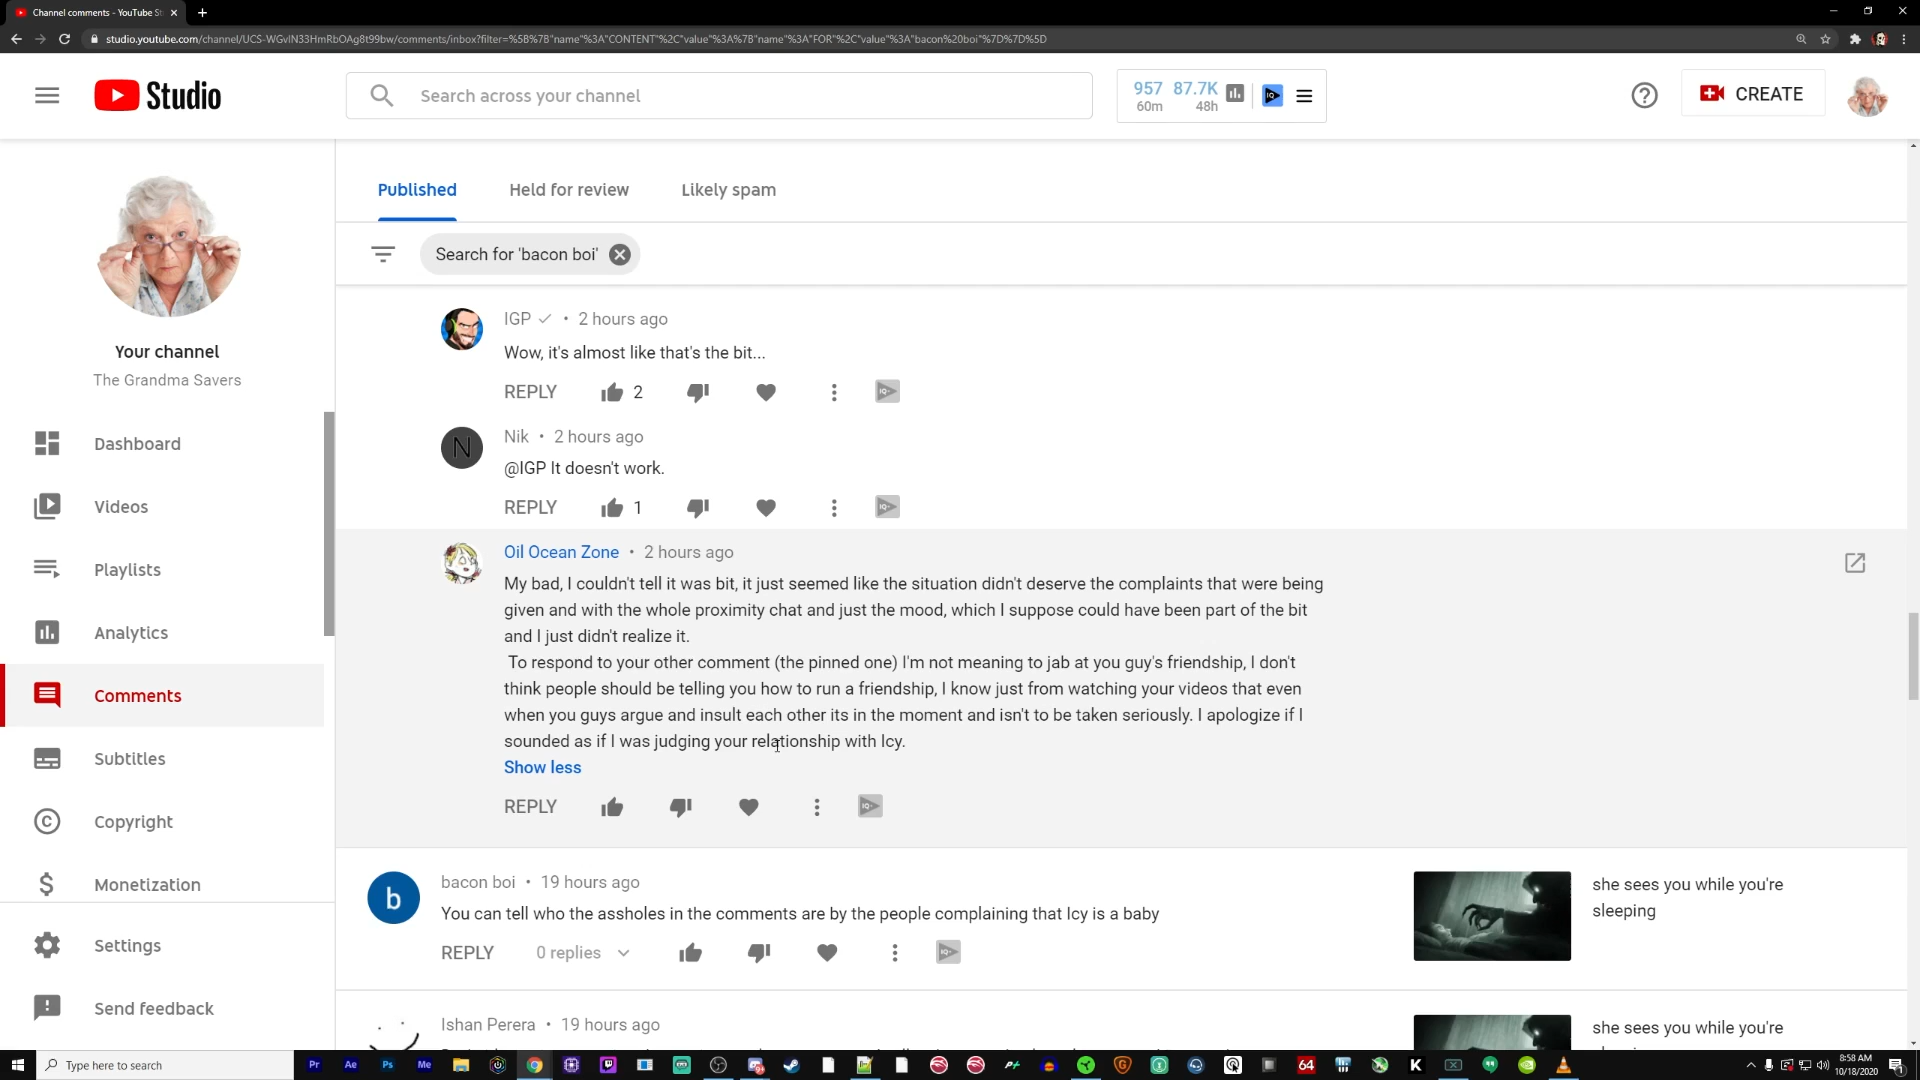 Channel comments - YouTube St
studio.youtube.com/channel/UCS-WGvlN33HmRbOAg8t99bw/comments/inbox?filter=%5B%7B"name"%3A"CONTENT"%2C"value"%3A%7B"name"%3A"FOR"%2C"value"%3A"bacon%20boi"%7D%7D%5D
Studio
Search across your channel
957 87.7K
60m 48h
CREATE
Published Held for review Likely spam
Search for 'bacon boi'
Your channel
The Grandma Savers
Dashboard
Videos
Playlists
Analytics
Comments
Subtitles
Copyright
Monetization
Settings
Send feedback
IGP • 2 hours ago
Wow, it's almost like that's the bit...
REPLY 2
N
Nik • 2 hours ago
@IGP It doesn't work.
REPLY 1
Oil Ocean Zone • 2 hours ago
My bad, I couldn't tell it was bit, it just seemed like the situation didn't deserve the complaints that were being
given and with the whole proximity chat and just the mood, which I suppose could have been part of the bit
and I just didn't realize it.
To respond to your other comment (the pinned one) I'm not meaning to jab at you guy's friendship, I don't
think people should be telling you how to run a friendship, I know just from watching your videos that even
when you guys argue and insult each other its in the moment and isn't to be taken seriously. I apologize if I
sounded as if I was judging your relationship with Icy.
Show less
REPLY
b
bacon boi • 19 hours ago
You can tell who the assholes in the comments are by the people complaining that Icy is a baby
REPLY 0 replies
she sees you while you're
sleeping
Ishan Perera • 19 hours ago
she sees you while you're
Type here to search
Pr Ae Ps Me
64
K
8:58 AM
10/18/2020